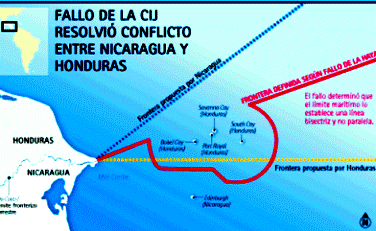 FALLO DE LA CIJ
RESOLVIÓ CONFLICTO
ENTRE NICARAGUA Y
HONDURAS
Frontera propuesta por Nicaragua
FRONTERA DEFINIDA SEGÚN FALLO DE LA HAYA
El fallo determinó que
el límite marítimo lo
establece una línea
bisectriz y no paralela.
Savanna Cay
(Honduras)
South Cay
(Honduras)
Bobel Cay
(Honduras)
Port Royal
(Honduras)
HONDURAS
NICARAGUA
Frontera propuesta por Honduras
Mar Caribe
Edinburgh
(Nicaragua)